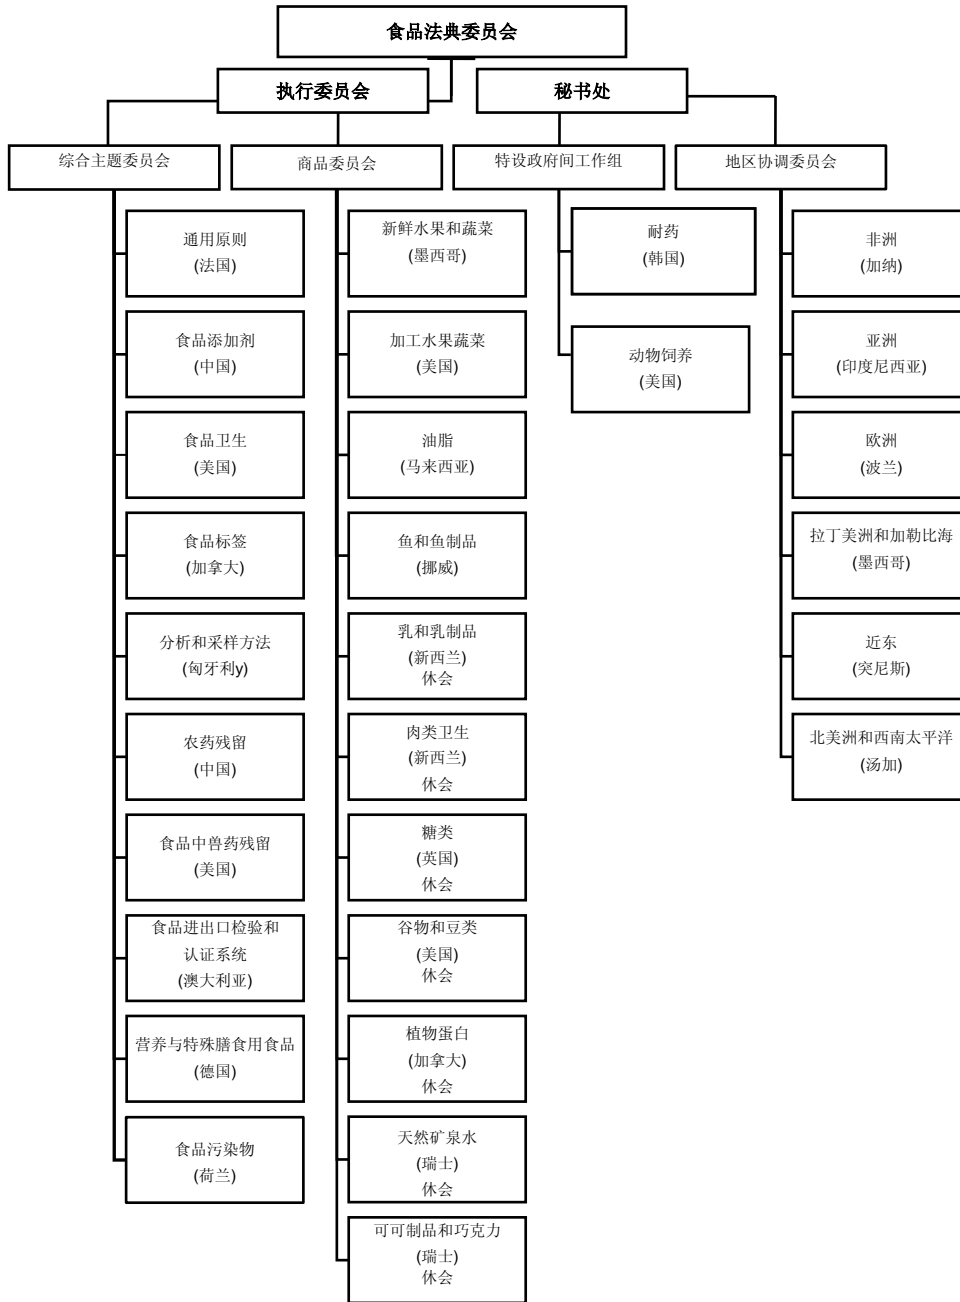 食品法典委员会
执行委员会
秘书处
综合主题委员会
商品委员会
特设政府间工作组
地区协调委员会
通用原则
(法国)
食品添加剂
(中国)
食品卫生
(美国)
食品标签
(加拿大)
分析和采样方法
(匈牙利y)
农药残留
(中国)
食品中兽药残留
(美国)
食品进出口检验和
认证系统
(澳大利亚)
营养与特殊膳食用食品
(德国)
食品污染物
(荷兰)
新鲜水果和蔬菜
(墨西哥)
加工水果蔬菜
(美国)
油脂
(马来西亚)
鱼和鱼制品
(挪威)
乳和乳制品
(新西兰)
休会
肉类卫生
(新西兰)
休会
糖类
(英国)
休会
谷物和豆类
(美国)
休会
植物蛋白
(加拿大)
休会
天然矿泉水
(瑞士)
休会
可可制品和巧克力
(瑞士)
休会
耐药
(韩国)
动物饲养
(美国)
非洲
(加纳)
亚洲
(印度尼西亚)
欧洲
(波兰)
拉丁美洲和加勒比海
(墨西哥)
近东
(突尼斯)
北美洲和西南太平洋
(汤加)